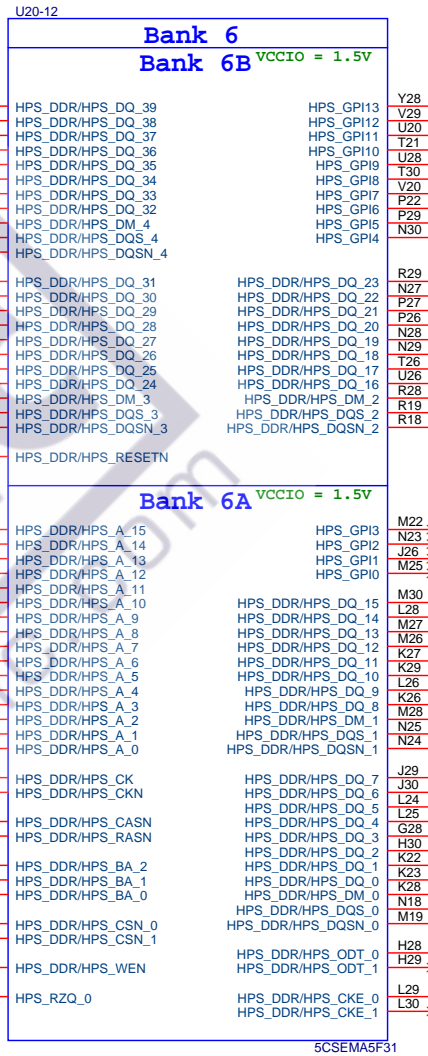 U20-12
Bank 6
Bank 6B VCCIO = 1.5V
HPS_DDR/HPS_DQ_39
HPS_DDR/HPS_DQ_38
HPS_DDR/HPS_DQ_37
HPS_DDR/HPS_DQ_36
HPS_DDR/HPS_DQ_35
HPS_DDR/HPS_DQ_34
HPS_DDR/HPS_DQ_33
HPS_DDR/HPS_DQ_32
HPS_DDR/HPS_DM_4
HPS_DDR/HPS_DQS_4
HPS_DDR/HPS_DQSN_4
HPS_GPI13 Y28
HPS_GPI12 V29
HPS_GPI11 U20
HPS_GPI10 T21
HPS_GPI9 U28
HPS_GPI8 T30
HPS_GPI7 V20
HPS_GPI6 P22
HPS_GPI5 P29
HPS_GPI4 N30
HPS_DDR/HPS_DQ_31
HPS_DDR/HPS_DQ_30
HPS_DDR/HPS_DQ_29
HPS_DDR/HPS_DQ_28
HPS_DDR/HPS_DQ_27
HPS_DDR/HPS_DQ_26
HPS_DDR/HPS_DQ_25
HPS_DDR/HPS_DQ_24
HPS_DDR/HPS_DM_3
HPS_DDR/HPS_DQS_3
HPS_DDR/HPS_DQSN_3
HPS_DDR/HPS_DQ_23 R29
HPS_DDR/HPS_DQ_22 N27
HPS_DDR/HPS_DQ_21 P27
HPS_DDR/HPS_DQ_20 P26
HPS_DDR/HPS_DQ_19 N28
HPS_DDR/HPS_DQ_18 N29
HPS_DDR/HPS_DQ_17 T26
HPS_DDR/HPS_DQ_16 U26
HPS_DDR/HPS_DM_2 R28
HPS_DDR/HPS_DQS_2 R19
HPS_DDR/HPS_DQSN_2 R18
HPS_DDR/HPS_RESETN
Bank 6A VCCIO = 1.5V
HPS_DDR/HPS_A_15
HPS_DDR/HPS_A_14
HPS_DDR/HPS_A_13
HPS_DDR/HPS_A_12
HPS_DDR/HPS_A_11
HPS_DDR/HPS_A_10
HPS_DDR/HPS_A_9
HPS_DDR/HPS_A_8
HPS_DDR/HPS_A_7
HPS_DDR/HPS_A_6
HPS_DDR/HPS_A_5
HPS_DDR/HPS_A_4
HPS_DDR/HPS_A_3
HPS_DDR/HPS_A_2
HPS_DDR/HPS_A_1
HPS_DDR/HPS_A_0
HPS_GPI3 M22
HPS_GPI2 N23
HPS_GPI1 J26
HPS_GPI0 M25
HPS_DDR/HPS_DQ_15 M30
HPS_DDR/HPS_DQ_14 L28
HPS_DDR/HPS_DQ_13 M27
HPS_DDR/HPS_DQ_12 M26
HPS_DDR/HPS_DQ_11 K27
HPS_DDR/HPS_DQ_10 K29
HPS_DDR/HPS_DQ_9 L26
HPS_DDR/HPS_DQ_8 K26
HPS_DDR/HPS_DM_1 M28
HPS_DDR/HPS_DQS_1 N25
HPS_DDR/HPS_DQSN_1 N24
HPS_DDR/HPS_CK
HPS_DDR/HPS_CKN
HPS_DDR/HPS_CASN
HPS_DDR/HPS_RASN
HPS_DDR/HPS_BA_2
HPS_DDR/HPS_BA_1
HPS_DDR/HPS_BA_0
HPS_DDR/HPS_CSN_0
HPS_DDR/HPS_CSN_1
HPS_DDR/HPS_WEN
HPS_RZQ_0
HPS_DDR/HPS_DQ_7 J29
HPS_DDR/HPS_DQ_6 J30
HPS_DDR/HPS_DQ_5 L24
HPS_DDR/HPS_DQ_4 L25
HPS_DDR/HPS_DQ_3 G28
HPS_DDR/HPS_DQ_2 H30
HPS_DDR/HPS_DQ_1 K22
HPS_DDR/HPS_DQ_0 K23
HPS_DDR/HPS_DM_0 K28
HPS_DDR/HPS_DQS_0 N18
HPS_DDR/HPS_DQSN_0 M19
HPS_DDR/HPS_ODT_0 H28
HPS_DDR/HPS_ODT_1 H29
HPS_DDR/HPS_CKE_0 L29
HPS_DDR/HPS_CKE_1 L30
5CSEMA5F31